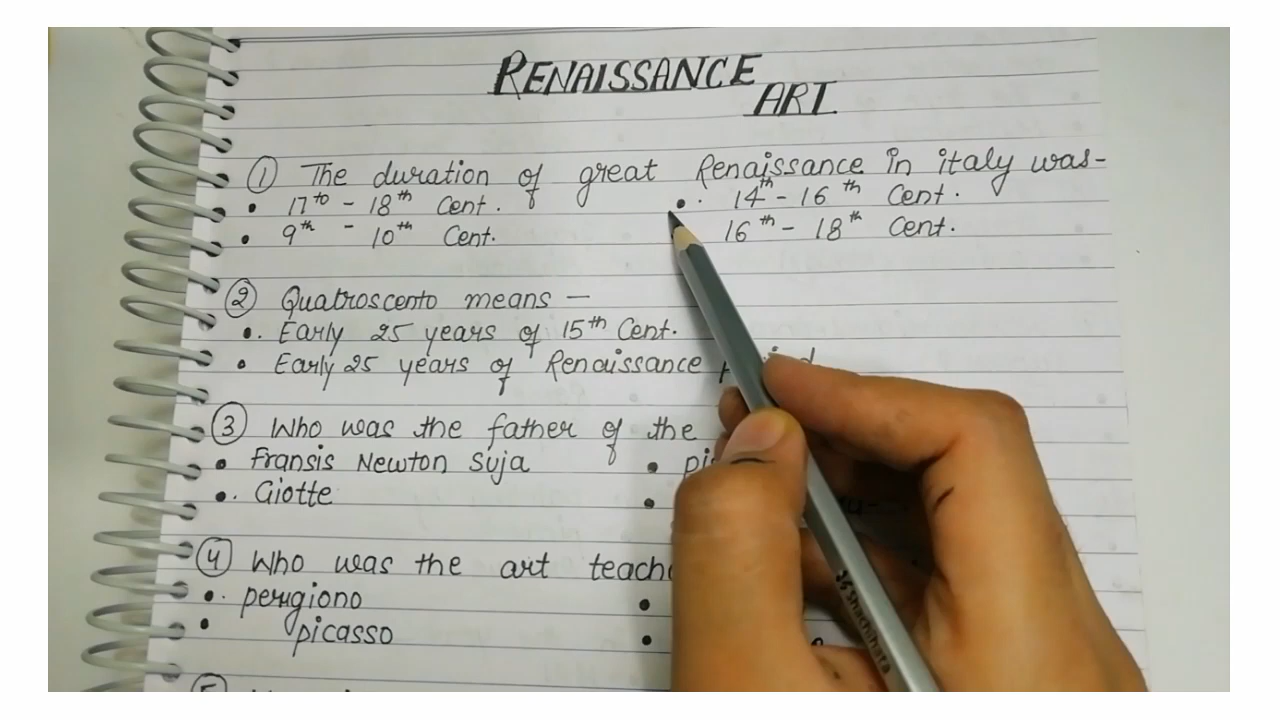 RENAISSANCE
ART
① The duration of great Renaissance in italy was-
• 17th - 18th Cent.
•. 14th - 16th Cent.
• 9th - 10th Cent.
16th - 18th Cent.
② Quatroscento means —
•. Early 25 years of 15th Cent.
• Early 25 years of Renaissance
③ Who was the father of the
• Fransis Newton Suja
•
•. Giotte
•
④ Who was the art
•. perugiono
•
• picasso
•
Shachihata